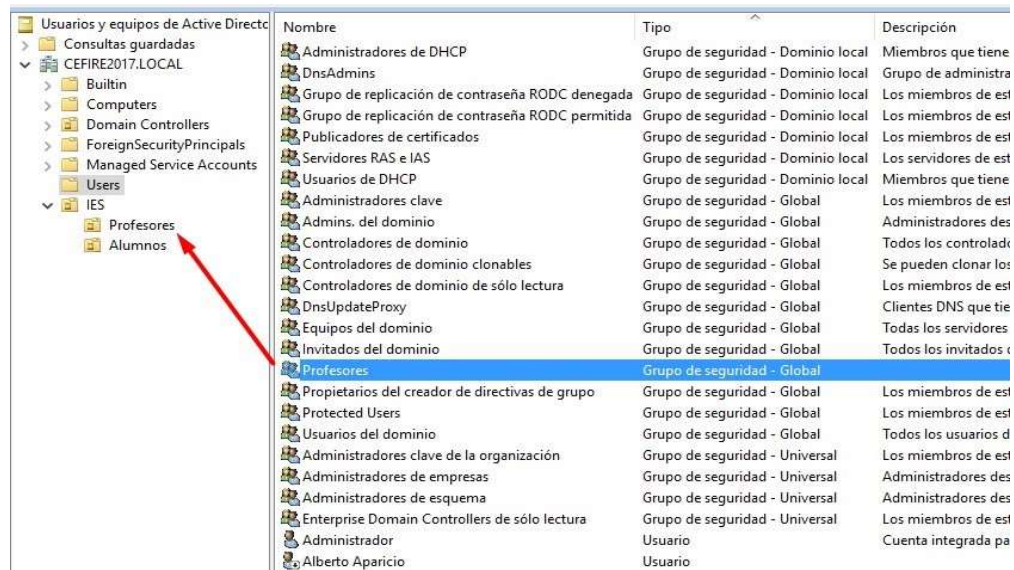 Usuarios y equipos de Active Directo
Consultas guardadas
CEFIRE2017.LOCAL
Builtin
Computers
Domain Controllers
ForeignSecurityPrincipals
Managed Service Accounts
Users
IES
Profesores
Alumnos
Nombre Tipo Descripción
Administradores de DHCP Grupo de seguridad - Dominio local Miembros que tiene
DnsAdmins Grupo de seguridad - Dominio local Grupo de administra
Grupo de replicación de contraseña RODC denegada Grupo de seguridad - Dominio local Los miembros de est
Grupo de replicación de contraseña RODC permitida Grupo de seguridad - Dominio local Los miembros de est
Publicadores de certificados Grupo de seguridad - Dominio local Los miembros de est
Servidores RAS e IAS Grupo de seguridad - Dominio local Los servidores de est
Usuarios de DHCP Grupo de seguridad - Dominio local Miembros que tiene
Administradores clave Grupo de seguridad - Global Los miembros de est
Admins. del dominio Grupo de seguridad - Global Administradores des
Controladores de dominio Grupo de seguridad - Global Todos los controlado
Controladores de dominio clonables Grupo de seguridad - Global Se pueden clonar los
Controladores de dominio de sólo lectura Grupo de seguridad - Global Los miembros de est
DnsUpdateProxy Grupo de seguridad - Global Clientes DNS que tie
Equipos del dominio Grupo de seguridad - Global Todas los servidores
Invitados del dominio Grupo de seguridad - Global Todos los invitados d
Profesores Grupo de seguridad - Global
Propietarios del creador de directivas de grupo Grupo de seguridad - Global Los miembros de est
Protected Users Grupo de seguridad - Global Los miembros de est
Usuarios del dominio Grupo de seguridad - Global Todos los usuarios d
Administradores clave de la organización Grupo de seguridad - Universal Los miembros de est
Administradores de empresas Grupo de seguridad - Universal Administradores des
Administradores de esquema Grupo de seguridad - Universal Administradores des
Enterprise Domain Controllers de sólo lectura Grupo de seguridad - Universal Los miembros de est
Administrador Usuario Cuenta integrada pa
Alberto Aparicio Usuario